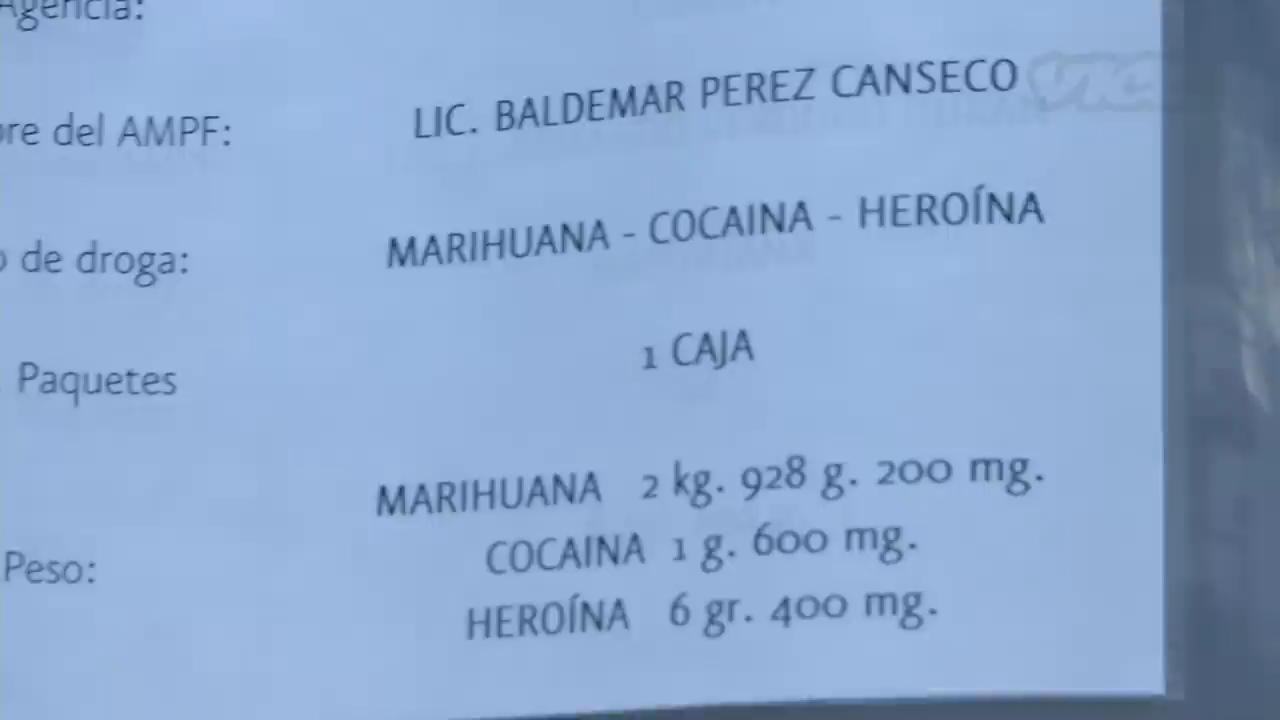 Agencia:
re del AMPF: LIC. BALDEMAR PEREZ CANSECO
de droga: MARIHUANA - COCAINA - HEROÍNA
Paquetes 1 CAJA
MARIHUANA 2 kg. 928 g. 200 mg.
Peso: COCAINA 1 g. 600 mg.
HEROÍNA 6 gr. 400 mg.
VICE